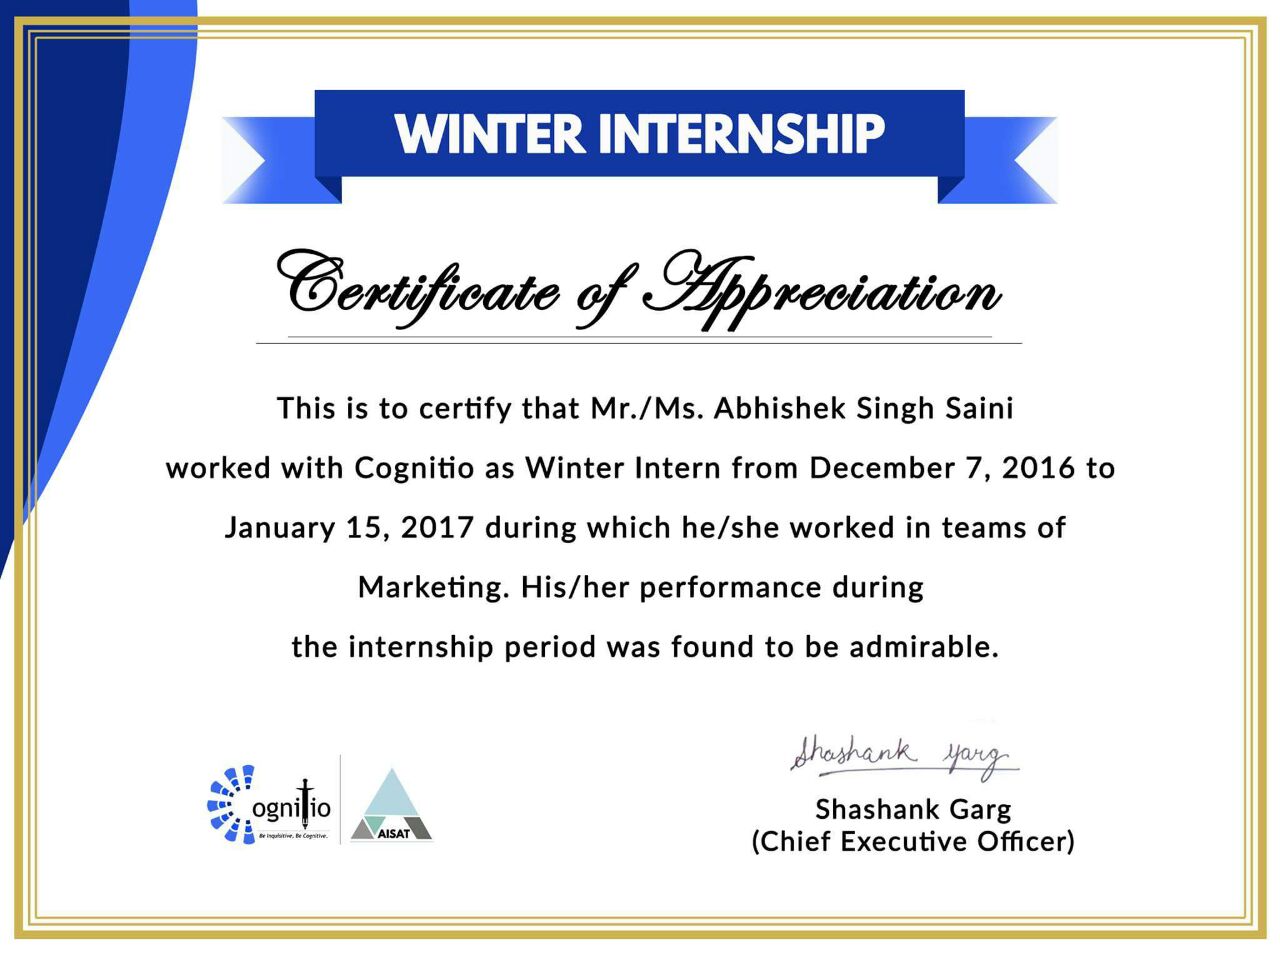 WINTER INTERNSHIP
Certificate of Appreciation
This is to certify that Mr./Ms. Abhishek Singh Saini
worked with Cognitio as Winter Intern from December 7, 2016 to
January 15, 2017 during which he/she worked in teams of
Marketing. His/her performance during
the internship period was found to be admirable.
Shashank Garg
Shashank Garg
(Chief Executive Officer)
Cognitio
Be Inquisitive, Be Cognitive.
AISAT